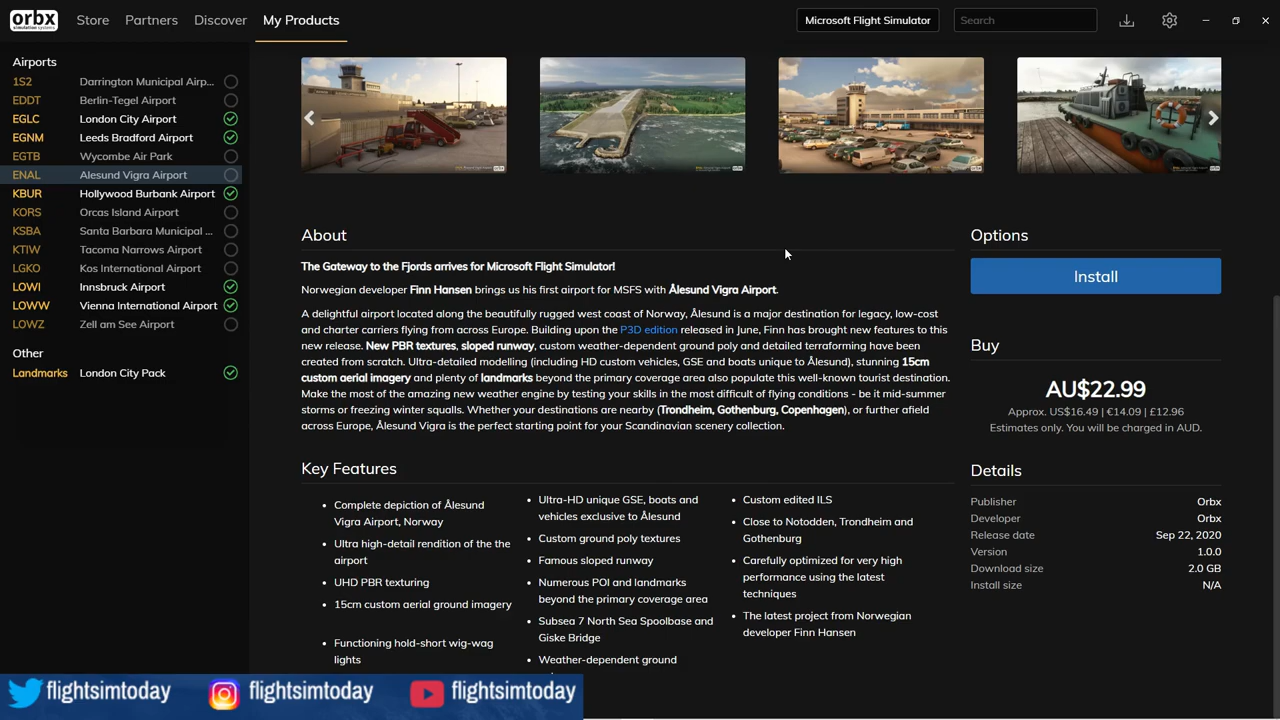 orbx
simulation systems
Store
Partners
Discover
My Products
Microsoft Flight Simulator
Search
Airports
1S2 Darrington Municipal Airp...
EDDT Berlin-Tegel Airport
EGLC London City Airport
EGNM Leeds Bradford Airport
EGTB Wycombe Air Park
ENAL Alesund Vigra Airport
KBUR Hollywood Burbank Airport
KORS Orcas Island Airport
KSBA Santa Barbara Municipal ...
KTIW Tacoma Narrows Airport
LGKO Kos International Airport
LOWI Innsbruck Airport
LOWW Vienna International Airport
LOWZ Zell am See Airport
Other
Landmarks London City Pack
About
The Gateway to the Fjords arrives for Microsoft Flight Simulator!
Norwegian developer Finn Hansen brings us his first airport for MSFS with Ålesund Vigra Airport.
A delightful airport located along the beautifully rugged west coast of Norway, Ålesund is a major destination for legacy, low-cost
and charter carriers flying from across Europe. Building upon the P3D edition released in June, Finn has brought new features to this
new release. New PBR textures, sloped runway, custom weather-dependent ground poly and detailed terraforming have been
created from scratch. Ultra-detailed modelling (including HD custom vehicles, GSE and boats unique to Ålesund), stunning 15cm
custom aerial imagery and plenty of landmarks beyond the primary coverage area also populate this well-known tourist destination.
Make the most of the amazing new weather engine by testing your skills in the most difficult of flying conditions - be it mid-summer
storms or freezing winter squalls. Whether your destinations are nearby (Trondheim, Gothenburg, Copenhagen), or further afield
across Europe, Ålesund Vigra is the perfect starting point for your Scandinavian scenery collection.
Key Features
Complete depiction of Ålesund
Vigra Airport, Norway
Ultra high-detail rendition of the the
airport
UHD PBR texturing
15cm custom aerial ground imagery
Functioning hold-short wig-wag
lights
Ultra-HD unique GSE, boats and
vehicles exclusive to Ålesund
Custom ground poly textures
Famous sloped runway
Numerous POI and landmarks
beyond the primary coverage area
Subsea 7 North Sea Spoolbase and
Giske Bridge
Weather-dependent ground
Custom edited ILS
Close to Notodden, Trondheim and
Gothenburg
Carefully optimized for very high
performance using the latest
techniques
The latest project from Norwegian
developer Finn Hansen
Options
Install
Buy
AU$22.99
Approx. US$16.49 | €14.09 | £12.96
Estimates only. You will be charged in AUD.
Details
Publisher Orbx
Developer Orbx
Release date Sep 22, 2020
Version 1.0.0
Download size 2.0 GB
Install size N/A
flightsimtoday
flightsimtoday
flightsimtoday